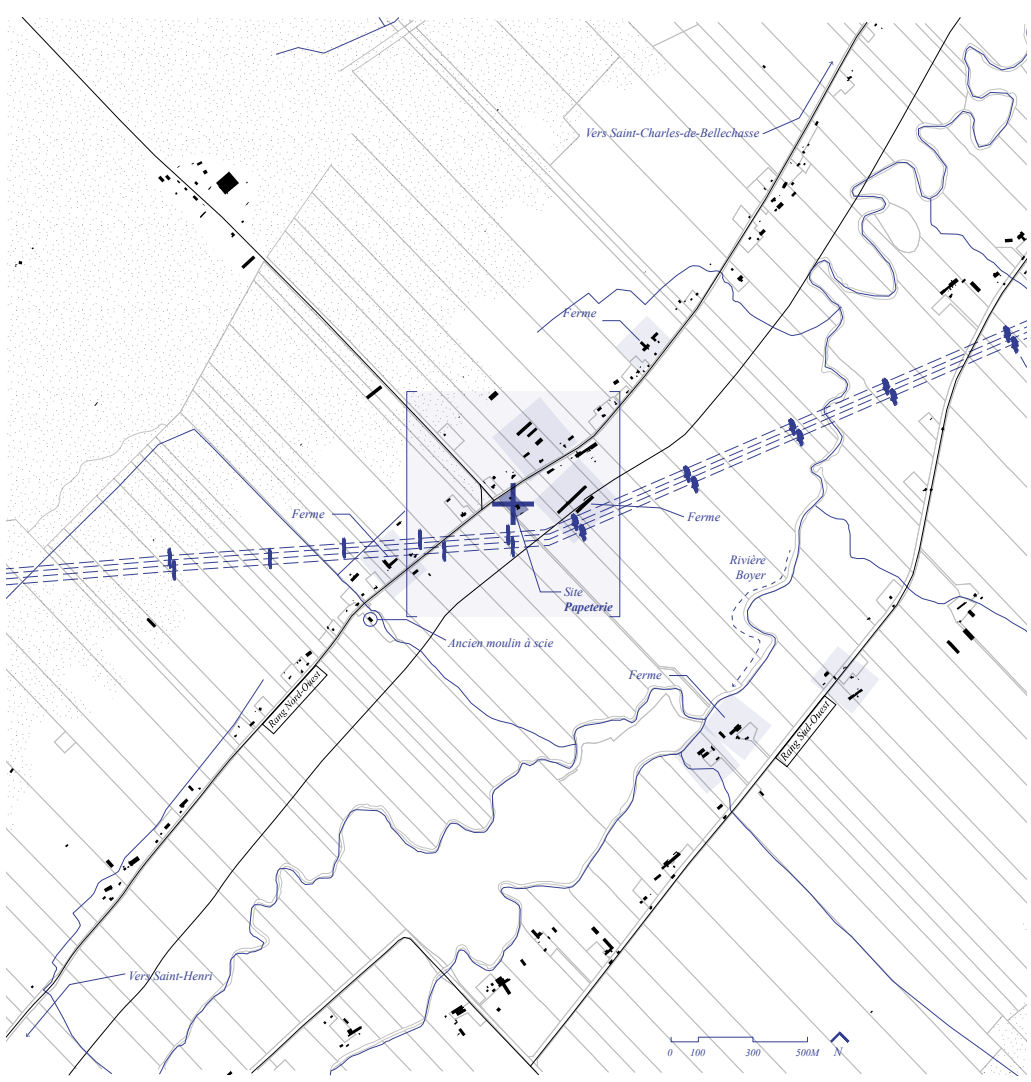 Vers Saint-Charles-de-Bellechasse
Ferme
Ferme
Ferme
Rivière
Boyer
Site
Papeterie
Ancien moulin à scie
Ferme
Rang Nord-Ouest
Rang Sud-Ouest
Vers Saint-Henri
0 100 300 500M N